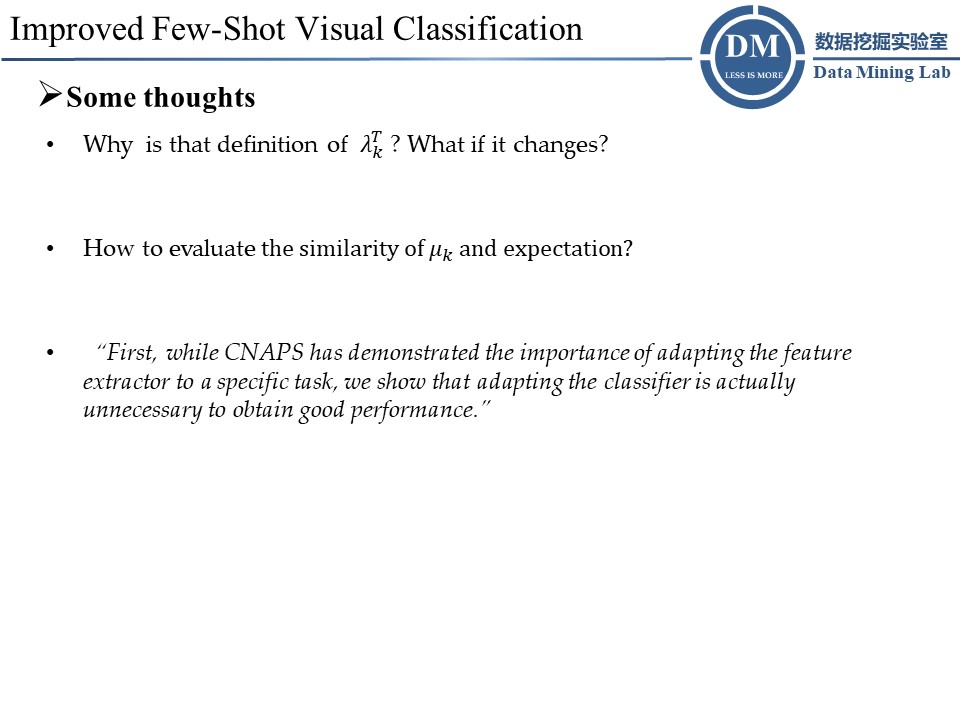 Improved Few-Shot Visual Classification
DM
LESS IS MORE
数据挖掘实验室
Data Mining Lab
➢Some thoughts
• Why is that definition of λ_k^T ? What if it changes?
• How to evaluate the similarity of μ_k and expectation?
• “First, while CNAPS has demonstrated the importance of adapting the feature
extractor to a specific task, we show that adapting the classifier is actually
unnecessary to obtain good performance.”